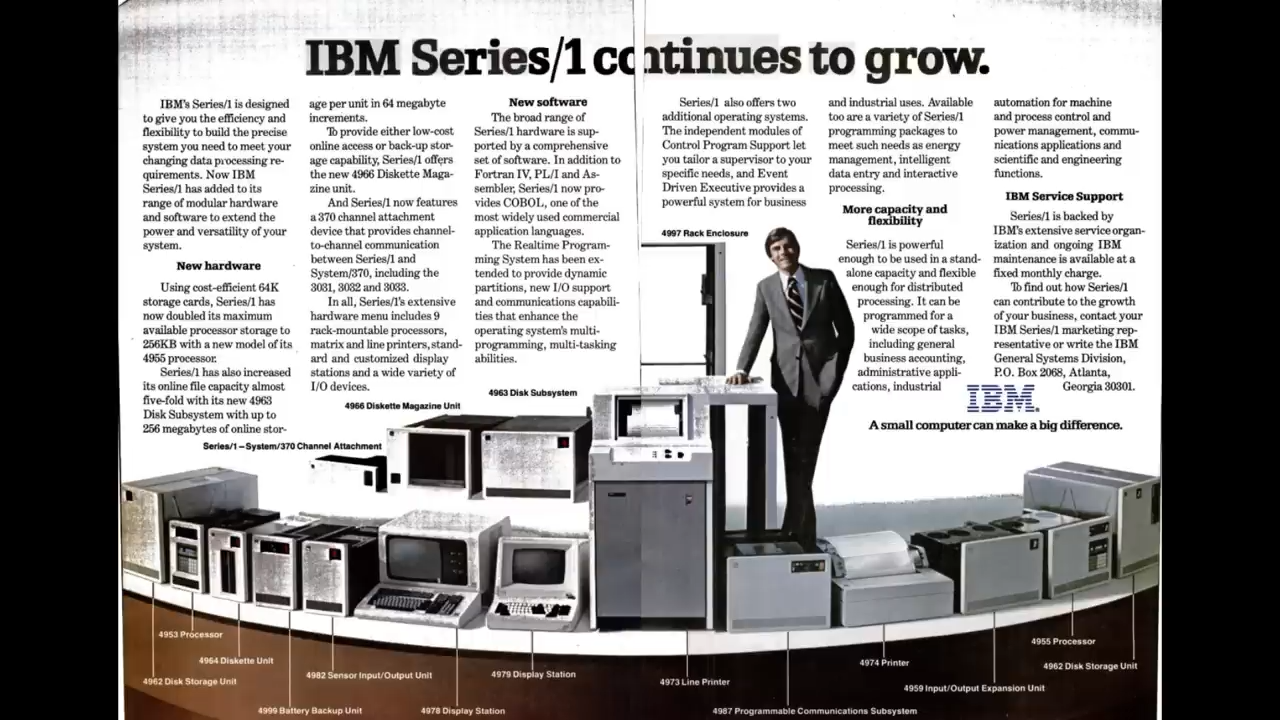 IBM Series/1 continues to grow.
IBM's Series/1 is designed
to give you the efficiency and
flexibility to build the precise
system you need to meet your
changing data processing re-
quirements. Now IBM
Series/1 has added to its
range of modular hardware
and software to extend the
power and versatility of your
system.
New hardware
Using cost-efficient 64K
storage cards, Series/1 has
now doubled its maximum
available processor storage to
256KB with a new model of its
4955 processor.
Series/1 has also increased
its online file capacity almost
five-fold with its new 4963
Disk Subsystem with up to
256 megabytes of online stor-
age per unit in 64 megabyte
increments.
To provide either low-cost
online access or back-up stor-
age capability, Series/1 offers
the new 4966 Diskette Maga-
zine unit.
And Series/1 now features
a 370 channel attachment
device that provides channel-
to-channel communication
between Series/1 and
System/370, including the
3031, 3032 and 3033.
In all, Series/1's extensive
hardware menu includes 9
rack-mountable processors,
matrix and line printers, stand-
ard and customized display
stations and a wide variety of
I/O devices.
New software
The broad range of
Series/1 hardware is sup-
ported by a comprehensive
set of software. In addition to
Fortran IV, PL/I and As-
sembler, Series/1 now pro-
vides COBOL, one of the
most widely used commercial
application languages.
The Realtime Program-
ming System has been ex-
tended to provide dynamic
partitions, new I/O support
and communications capabili-
ties that enhance the
operating system's multi-
programming, multi-tasking
abilities.
Series/1 also offers two
additional operating systems.
The independent modules of
Control Program Support let
you tailor a supervisor to your
specific needs, and Event
Driven Executive provides a
powerful system for business
and industrial uses. Available
too are a variety of Series/1
programming packages to
meet such needs as energy
management, intelligent
data entry and interactive
processing.
More capacity and
flexibility
Series/1 is powerful
enough to be used in a stand-
alone capacity and flexible
enough for distributed
processing. It can be
programmed for a
wide scope of tasks,
including general
business accounting,
administrative appli-
cations, industrial
automation for machine
and process control and
power management, commu-
nications applications and
scientific and engineering
functions.
IBM Service Support
Series/1 is backed by
IBM's extensive service organ-
ization and ongoing IBM
maintenance is available at a
fixed monthly charge.
To find out how Series/1
can contribute to the growth
of your business, contact your
IBM Series/1 marketing rep-
resentative or write the IBM
General Systems Division,
P.O. Box 2068, Atlanta,
Georgia 30301.
IBM®
A small computer can make a big difference.
4997 Rack Enclosure
4963 Disk Subsystem
4966 Diskette Magazine Unit
Series/1–System/370 Channel Attachment
4953 Processor
4964 Diskette Unit
4962 Disk Storage Unit
4999 Battery Backup Unit
4982 Sensor Input/Output Unit
4978 Display Station
4979 Display Station
4973 Line Printer
4987 Programmable Communications Subsystem
4974 Printer
4959 Input/Output Expansion Unit
4955 Processor
4962 Disk Storage Unit